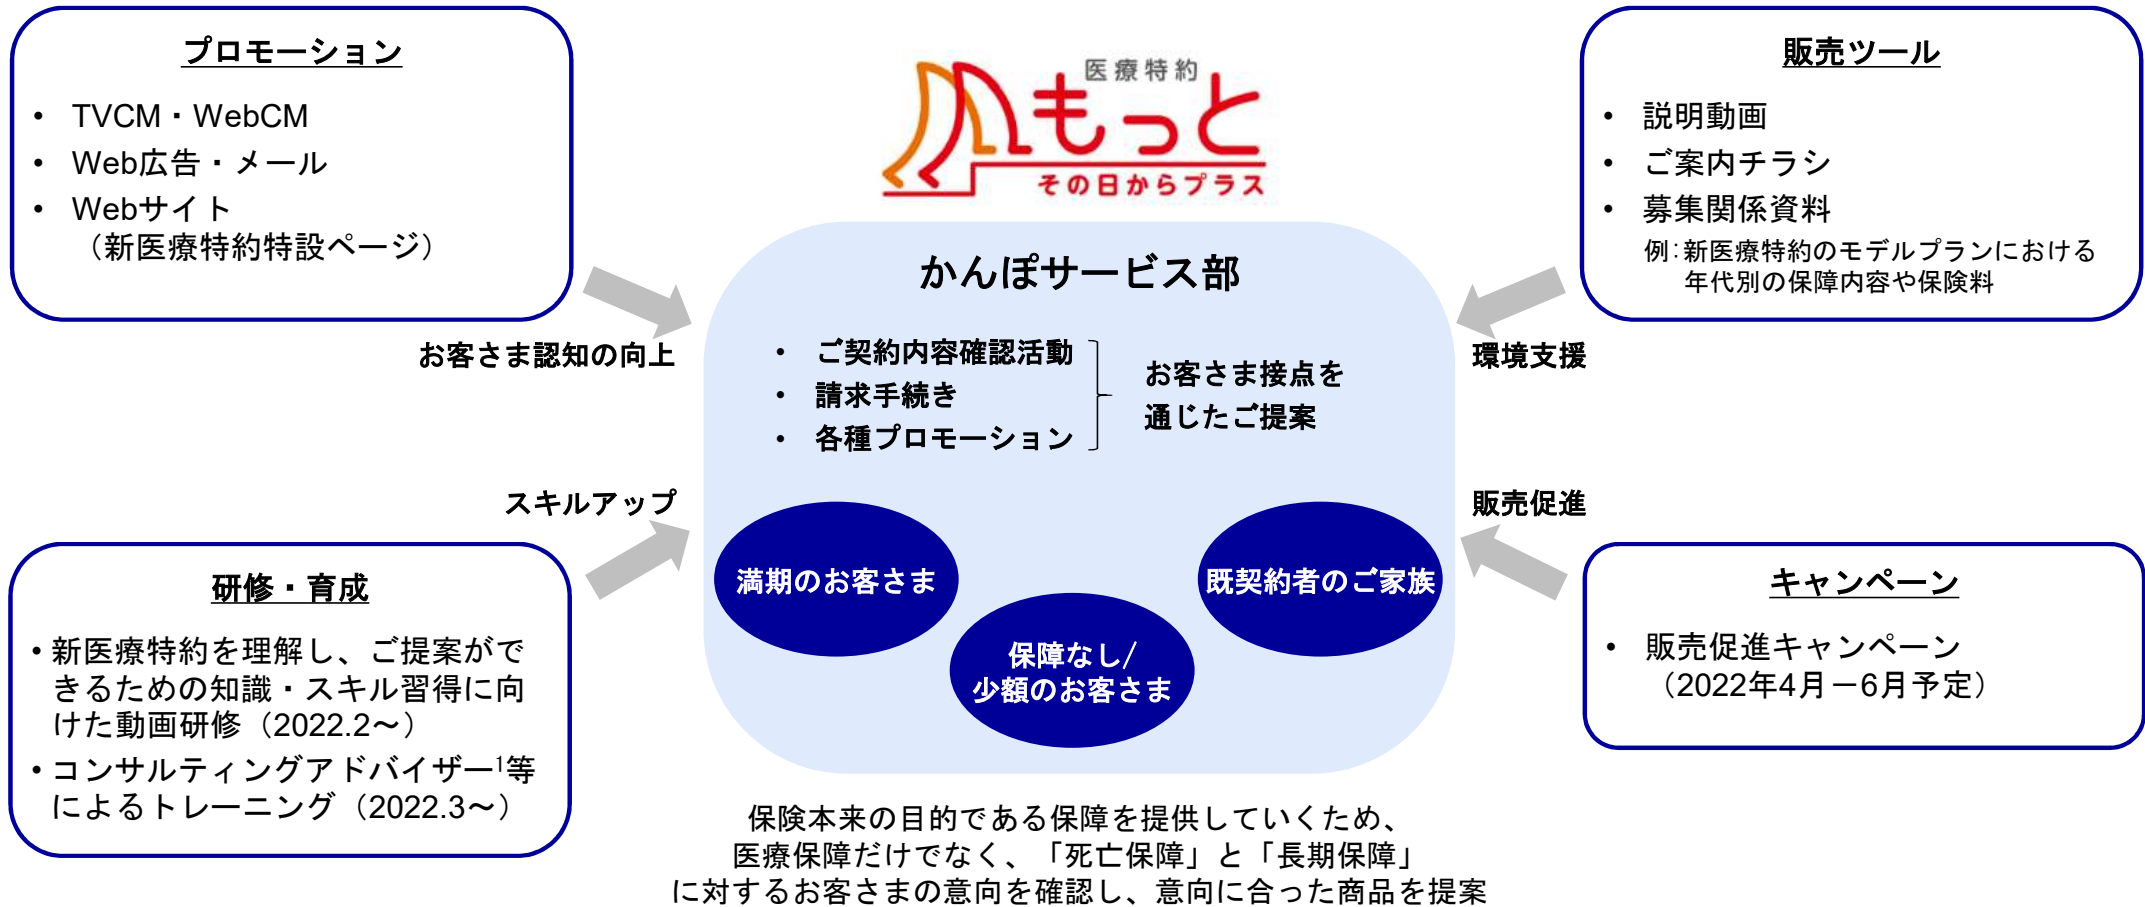 プロモーション
• TVCM・WebCM
• Web広告・メール
• Webサイト
（新医療特約特設ページ）
医療特約
もっと
その日からプラス
販売ツール
• 説明動画
• ご案内チラシ
• 募集関係資料
例：新医療特約のモデルプランにおける
年代別の保障内容や保険料
お客さま認知の向上
環境支援
かんぽサービス部
• ご契約内容確認活動
• 請求手続き
• 各種プロモーション
お客さま接点を
通じたご提案
スキルアップ
販売促進
満期のお客さま
保障なし/
少額のお客さま
既契約者のご家族
研修・育成
• 新医療特約を理解し、ご提案がで
きるための知識・スキル習得に向
けた動画研修（2022.2～）
• コンサルティングアドバイザー1等
によるトレーニング（2022.3～）
キャンペーン
• 販売促進キャンペーン
（2022年4月－6月予定）
保険本来の目的である保障を提供していくため、
医療保障だけでなく、「死亡保障」と「長期保障」
に対するお客さまの意向を確認し、意向に合った商品を提案